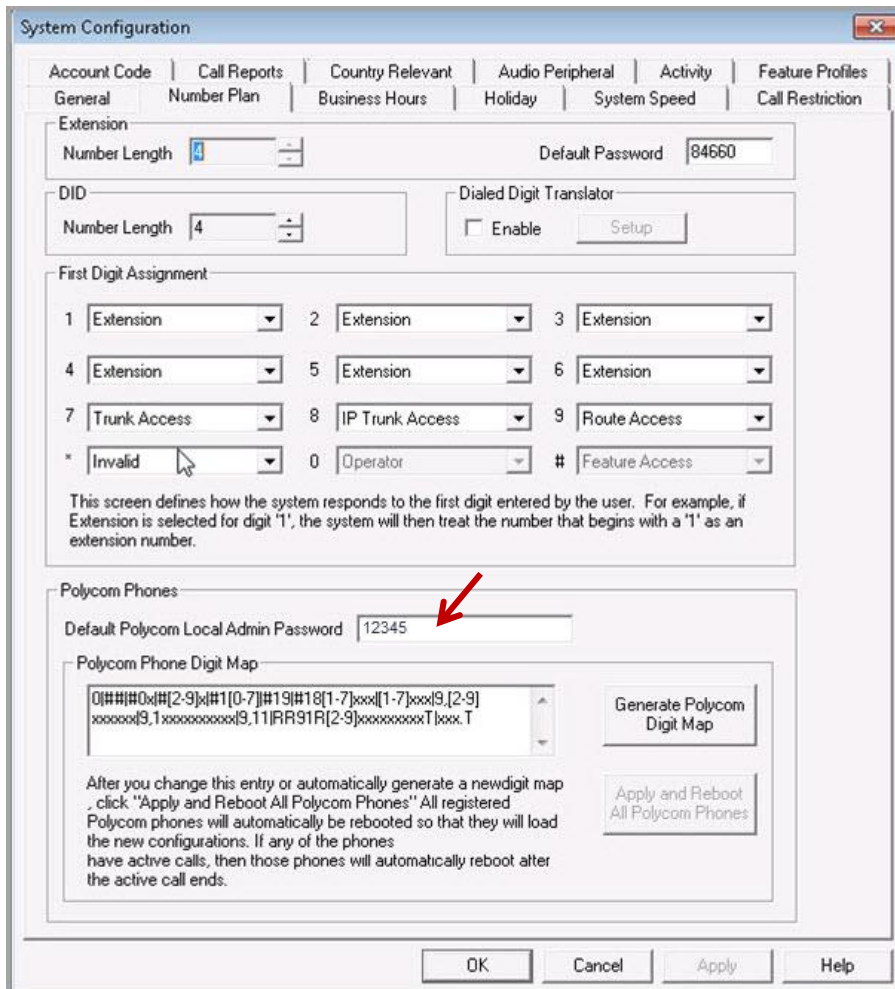 System Configuration
Account Code Call Reports Country Relevant Audio Peripheral Activity Feature Profiles
General Number Plan Business Hours Holiday System Speed Call Restriction
Extension
Number Length 4 Default Password 84660
DID Dialed Digit Translator
Number Length 4 Enable Setup
First Digit Assignment
1 Extension 2 Extension 3 Extension
4 Extension 5 Extension 6 Extension
7 Trunk Access 8 IP Trunk Access 9 Route Access
* Invalid 0 Operator # Feature Access
This screen defines how the system responds to the first digit entered by the user. For example, if
Extension is selected for digit '1', the system will then treat the number that begins with a '1' as an
extension number.
Polycom Phones
Default Polycom Local Admin Password 12345
Polycom Phone Digit Map
0|##|#0x|#[2-9]x|#1[0-7]|#19|#18[1-7]xxx|[1-7]xxx|9,[2-9]
xxxxxx|9,1xxxxxxxxxx|9,11|RR91R[2-9]xxxxxxxxxT|xxx.T
Generate Polycom
Digit Map
After you change this entry or automatically generate a newdigit map
, click "Apply and Reboot All Polycom Phones" All registered
Polycom phones will automatically be rebooted so that they will load
the new configurations. If any of the phones
have active calls, then those phones will automatically reboot after
the active call ends.
Apply and Reboot
All Polycom Phones
OK Cancel Apply Help